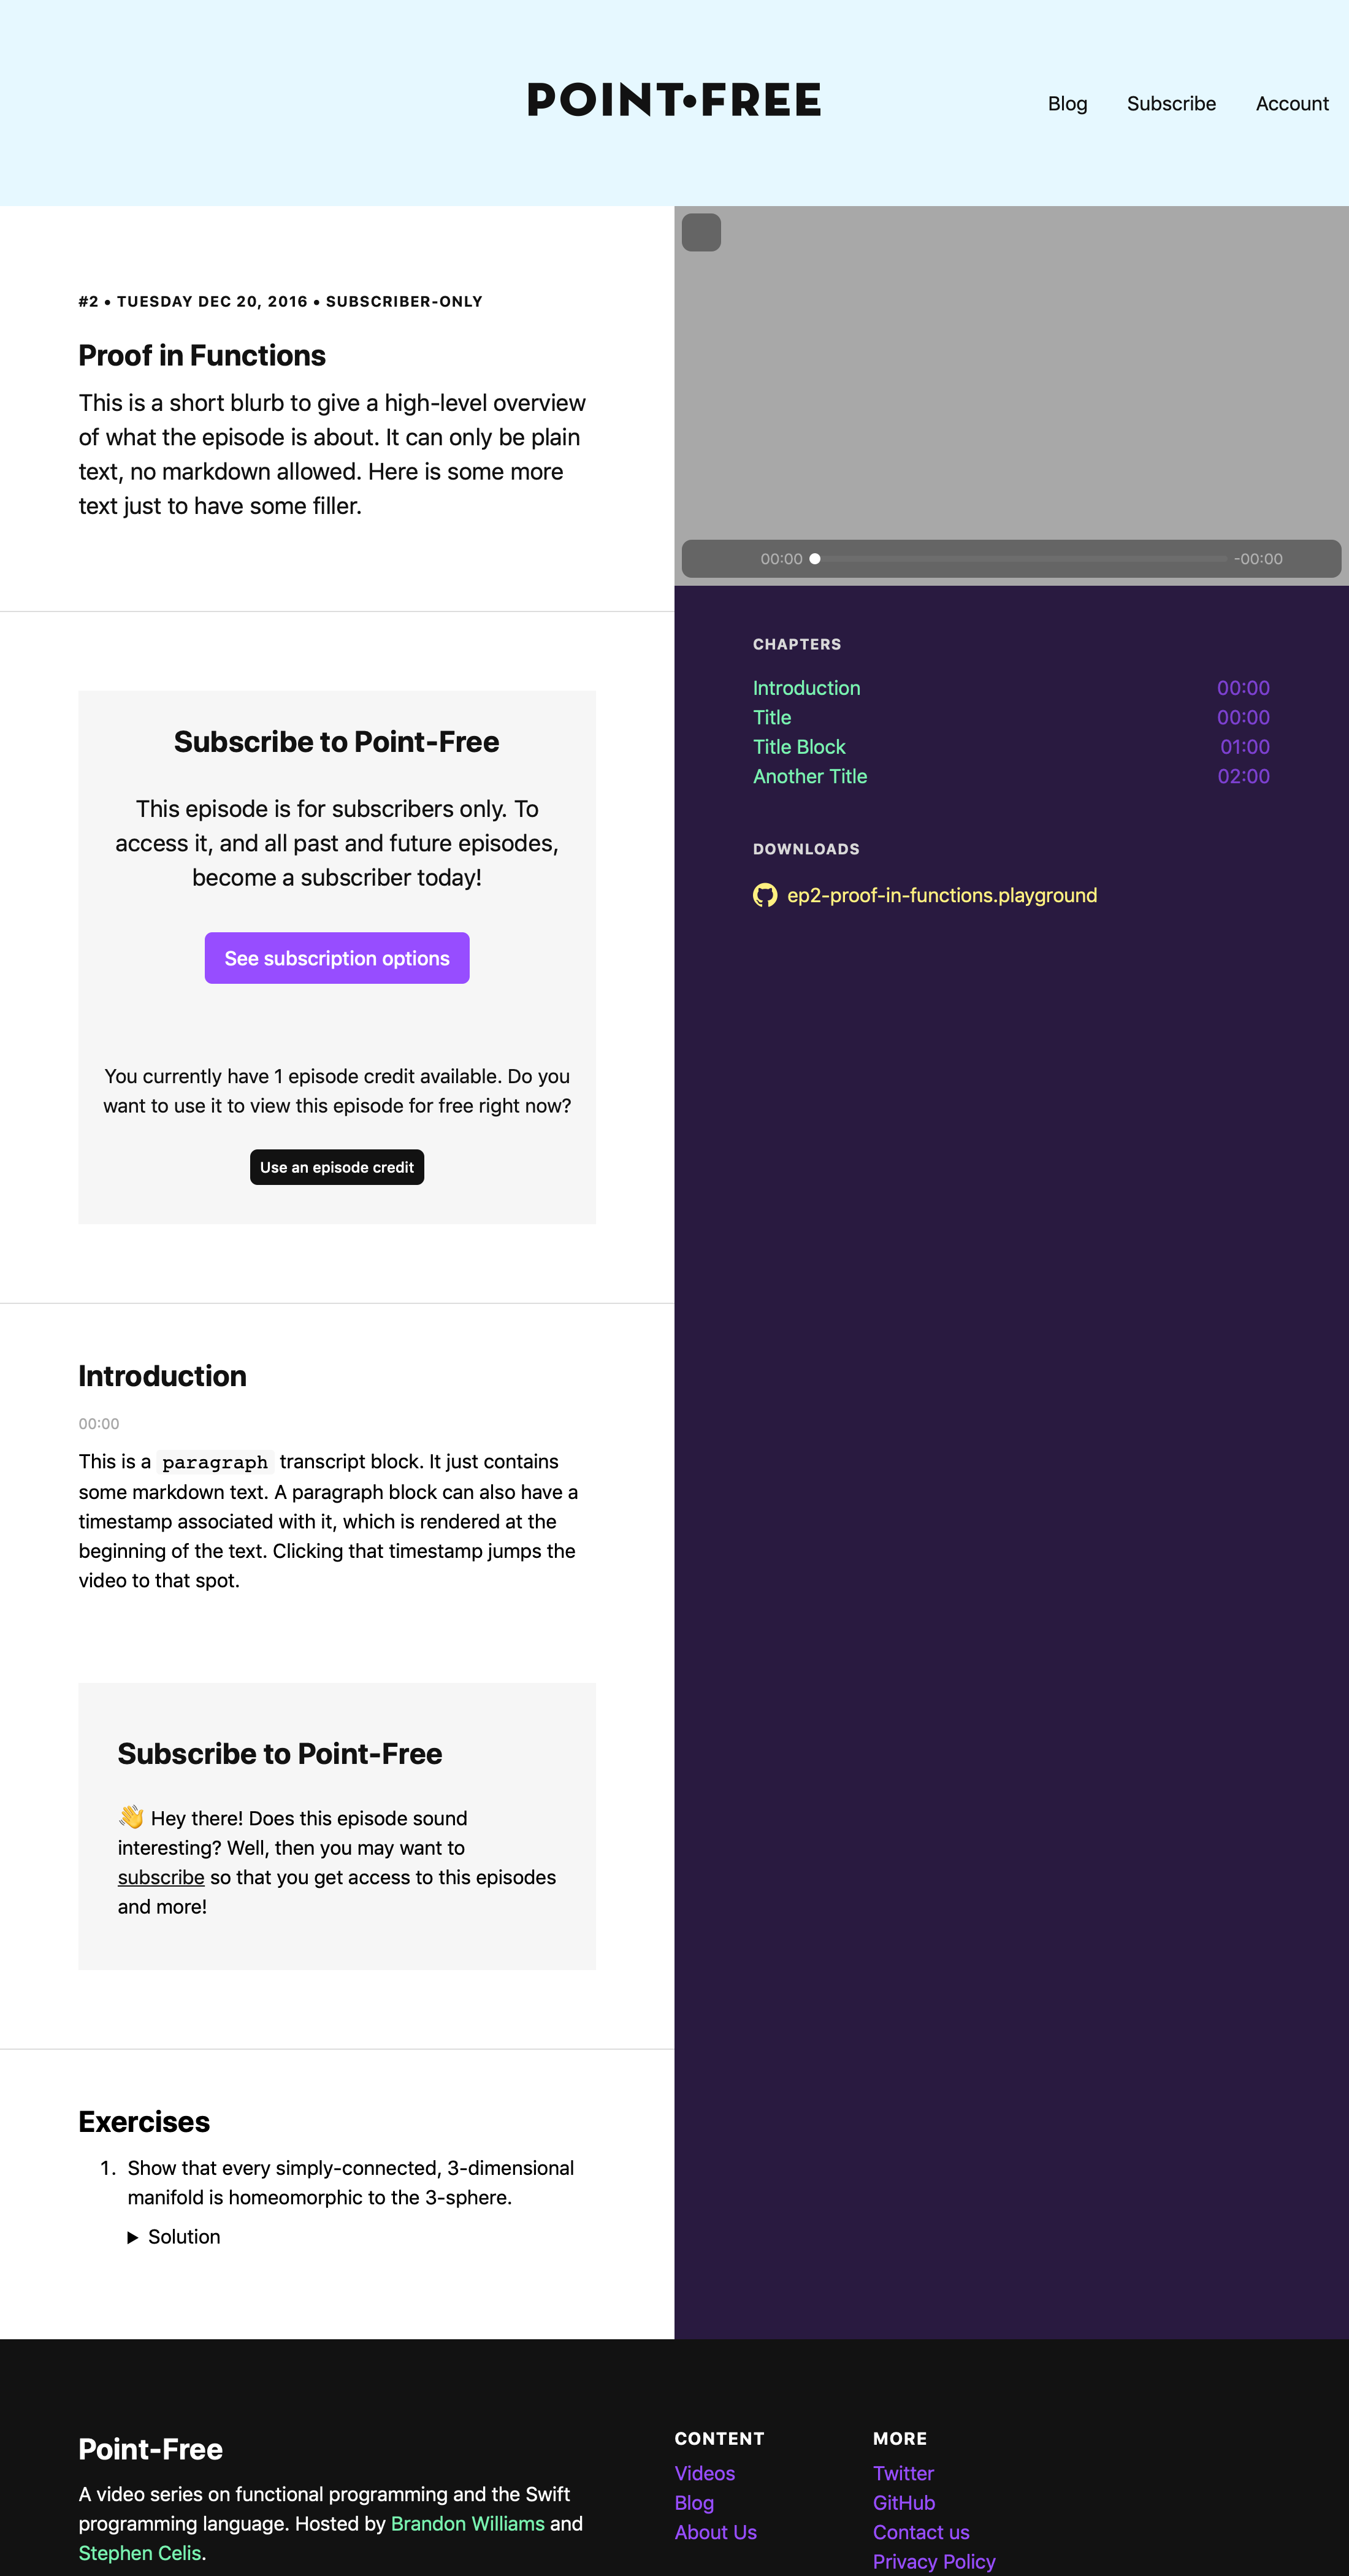 POINT•FREE
Blog
Subscribe
Account
#2 • TUESDAY DEC 20, 2016 • SUBSCRIBER-ONLY
Proof in Functions
This is a short blurb to give a high-level overview
of what the episode is about. It can only be plain
text, no markdown allowed. Here is some more
text just to have some filler.
Subscribe to Point-Free
This episode is for subscribers only. To
access it, and all past and future episodes,
become a subscriber today!
See subscription options
You currently have 1 episode credit available. Do you
want to use it to view this episode for free right now?
Use an episode credit
Introduction
00:00
This is a paragraph transcript block. It just contains
some markdown text. A paragraph block can also have a
timestamp associated with it, which is rendered at the
beginning of the text. Clicking that timestamp jumps the
video to that spot.
Subscribe to Point-Free
👋 Hey there! Does this episode sound
interesting? Well, then you may want to
subscribe so that you get access to this episodes
and more!
Exercises
1. Show that every simply-connected, 3-dimensional
manifold is homeomorphic to the 3-sphere.
▶ Solution
00:00
-00:00
CHAPTERS
Introduction 00:00
Title 00:00
Title Block 01:00
Another Title 02:00
DOWNLOADS
ep2-proof-in-functions.playground
Point-Free
A video series on functional programming and the Swift
programming language. Hosted by Brandon Williams and
Stephen Celis.
CONTENT
Videos
Blog
About Us
MORE
Twitter
GitHub
Contact us
Privacy Policy